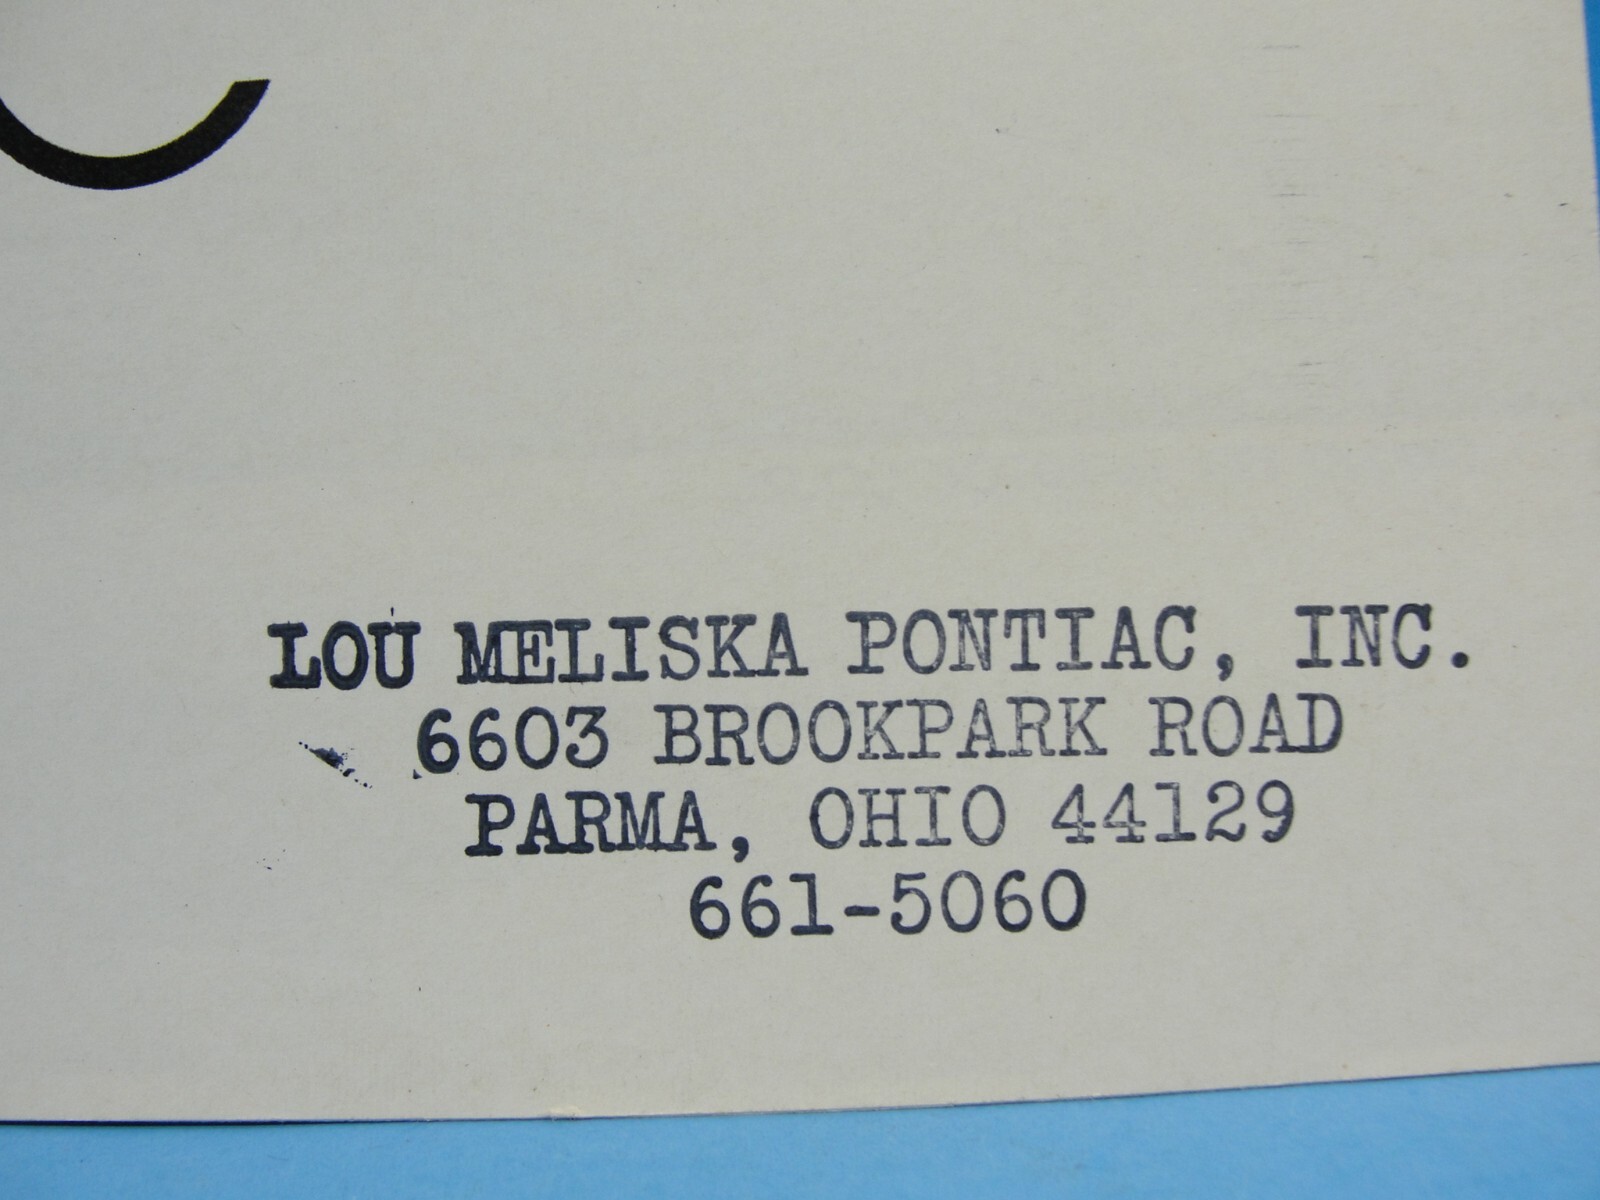 C
LOU MELISKA PONTIAC, INC.
6603 BROOKPARK ROAD
PARMA, OHIO 44129
661-5060